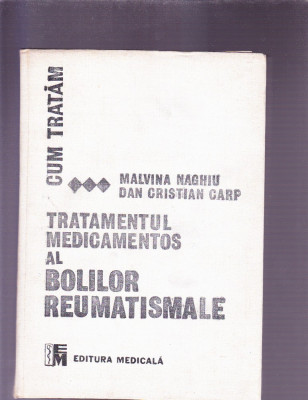 CUM TRATĂM
MALVINA NAGHIU
DAN CRISTIAN CARP
TRATAMENTUL
MEDICAMENTOS
AL
BOLILOR
REUMATISMALE
EM EDITURA MEDICALĂ